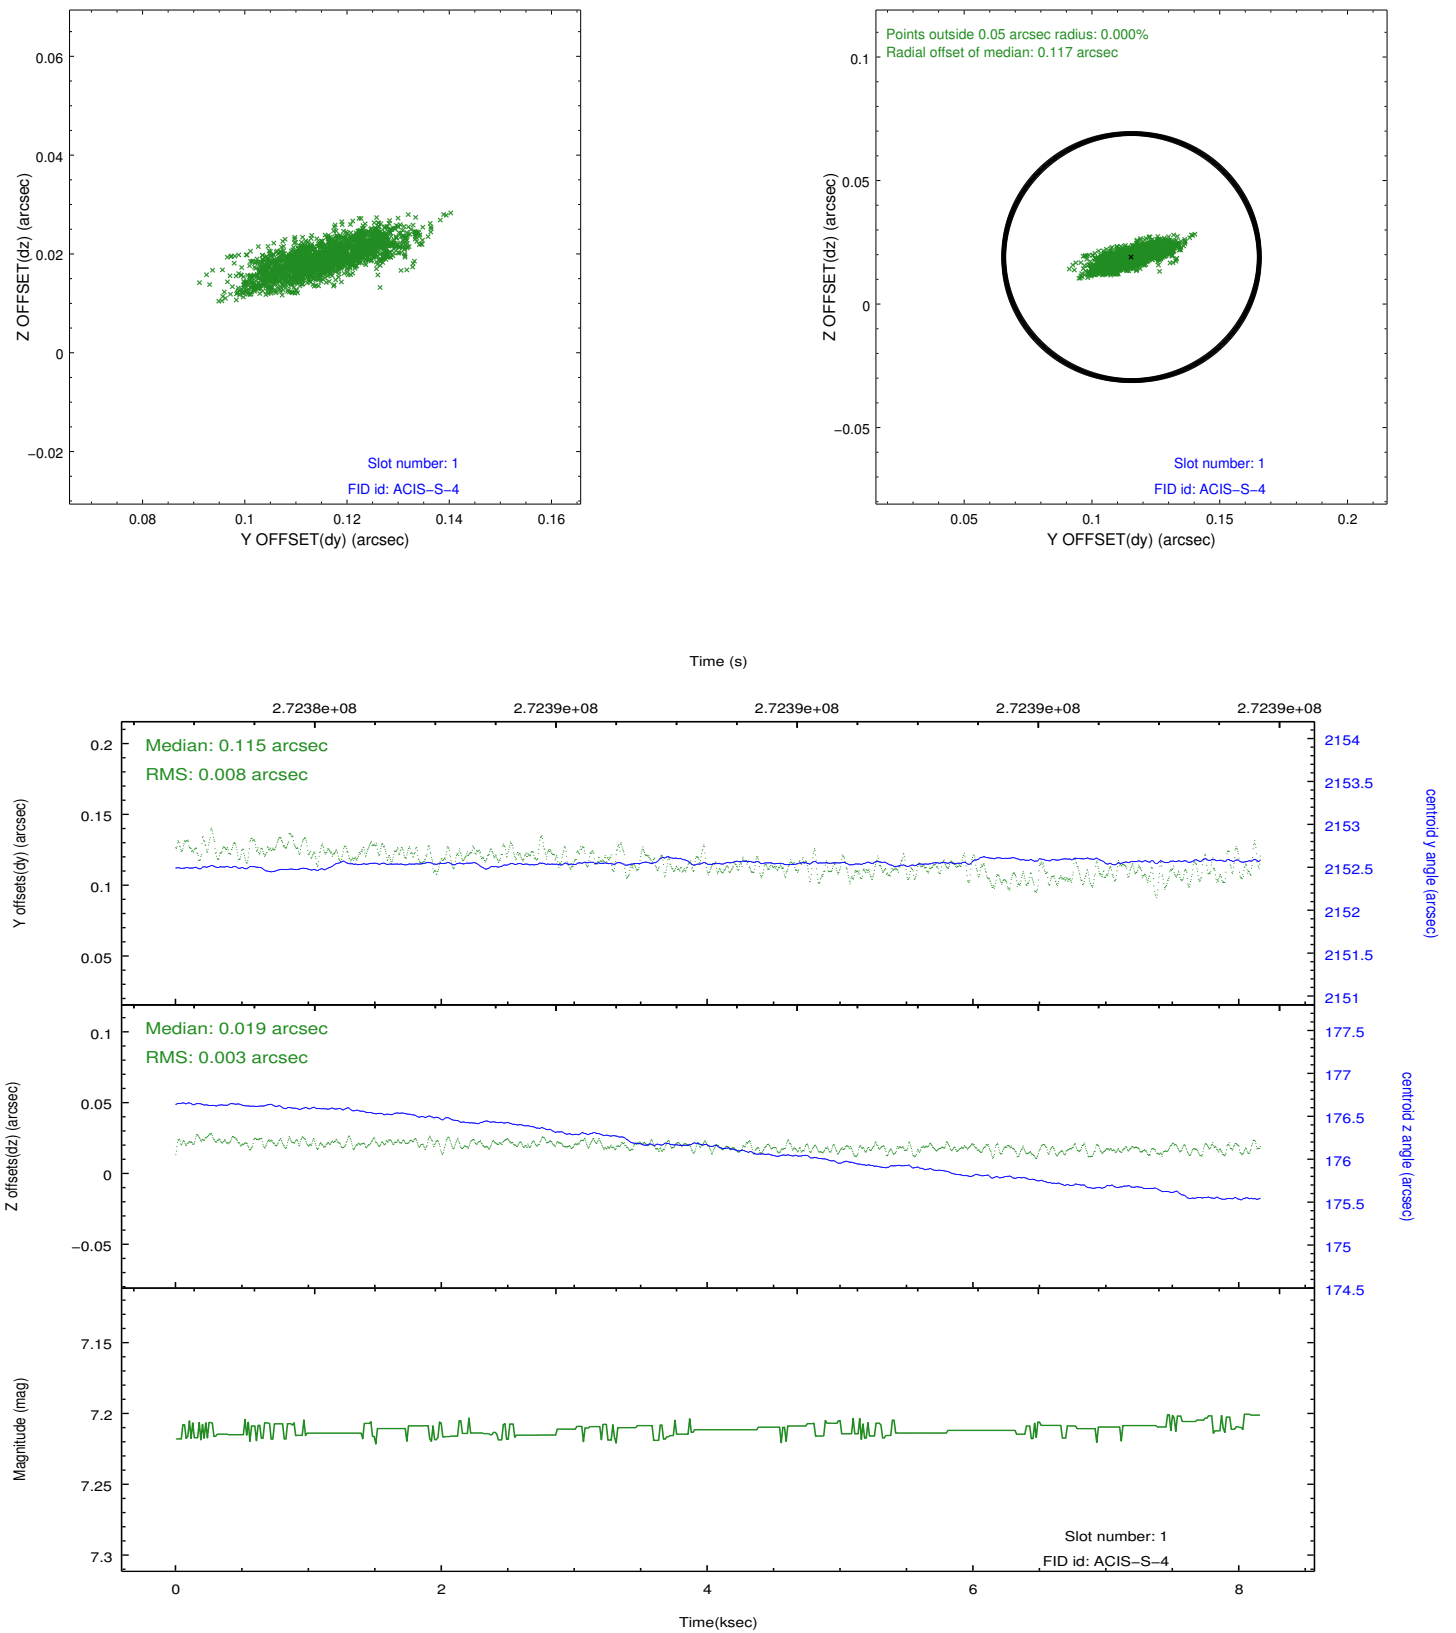 0.06
0.04
0.02
0
−0.02
Z OFFSET(dz) (arcsec)
Slot number: 1
FID id: ACIS−S−4
0.08
0.1
0.12
0.14
0.16
Y OFFSET(dy) (arcsec)
Points outside 0.05 arcsec radius: 0.000%
Radial offset of median: 0.117 arcsec
0.1
0.05
0
−0.05
Z OFFSET(dz) (arcsec)
Slot number: 1
FID id: ACIS−S−4
0.05
0.1
0.15
0.2
Y OFFSET(dy) (arcsec)
Time (s)
2.7238e+08
2.7239e+08
2.7239e+08
2.7239e+08
2.7239e+08
Median: 0.115 arcsec
RMS: 0.008 arcsec
0.2
0.15
0.1
0.05
Y offsets(dy) (arcsec)
2154
2153.5
2153
2152.5
2152
2151.5
2151
centroid y angle (arcsec)
Median: 0.019 arcsec
RMS: 0.003 arcsec
0.1
0.05
0
−0.05
Z offsets(dz) (arcsec)
177.5
177
176.5
176
175.5
175
174.5
centroid z angle (arcsec)
7.15
7.2
7.25
7.3
Magnitude (mag)
Slot number: 1
FID id: ACIS−S−4
0
2
4
6
8
Time(ksec)